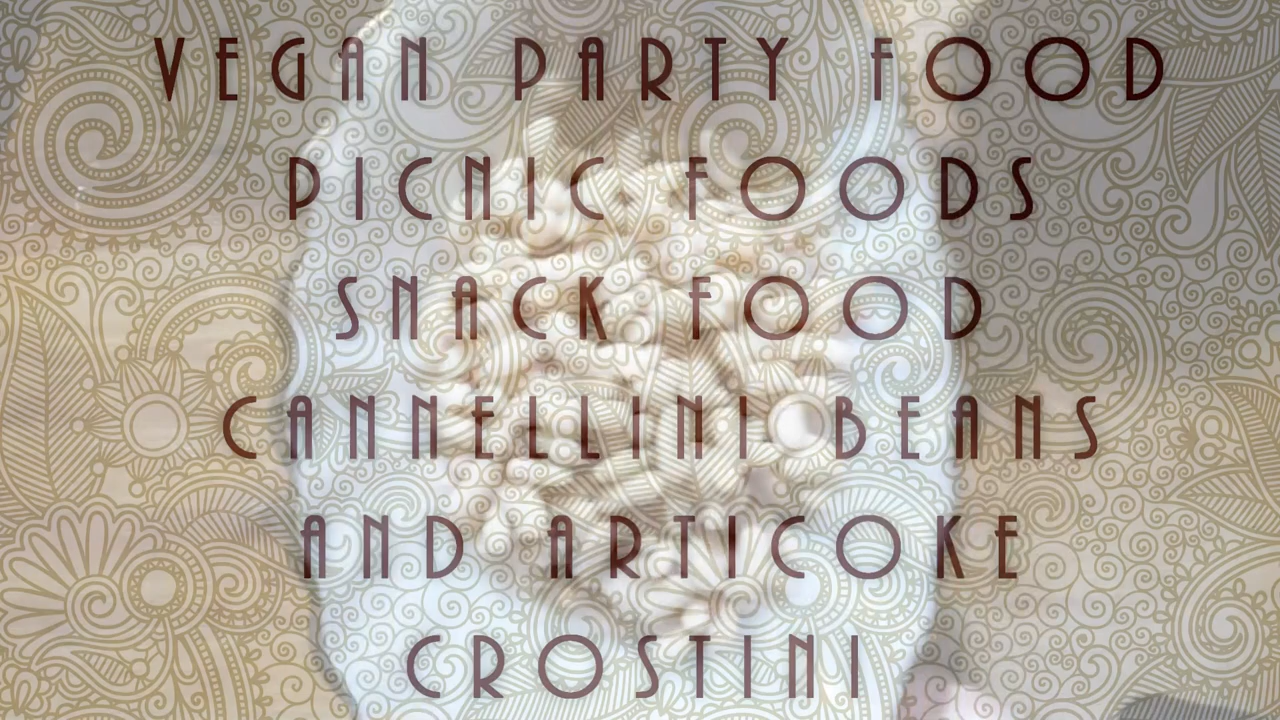 VEGAN PARTY FOOD
PICNIC FOODS
SNACK FOOD
CANNELLINI BEANS
AND ARTICOKE
CROSTINI